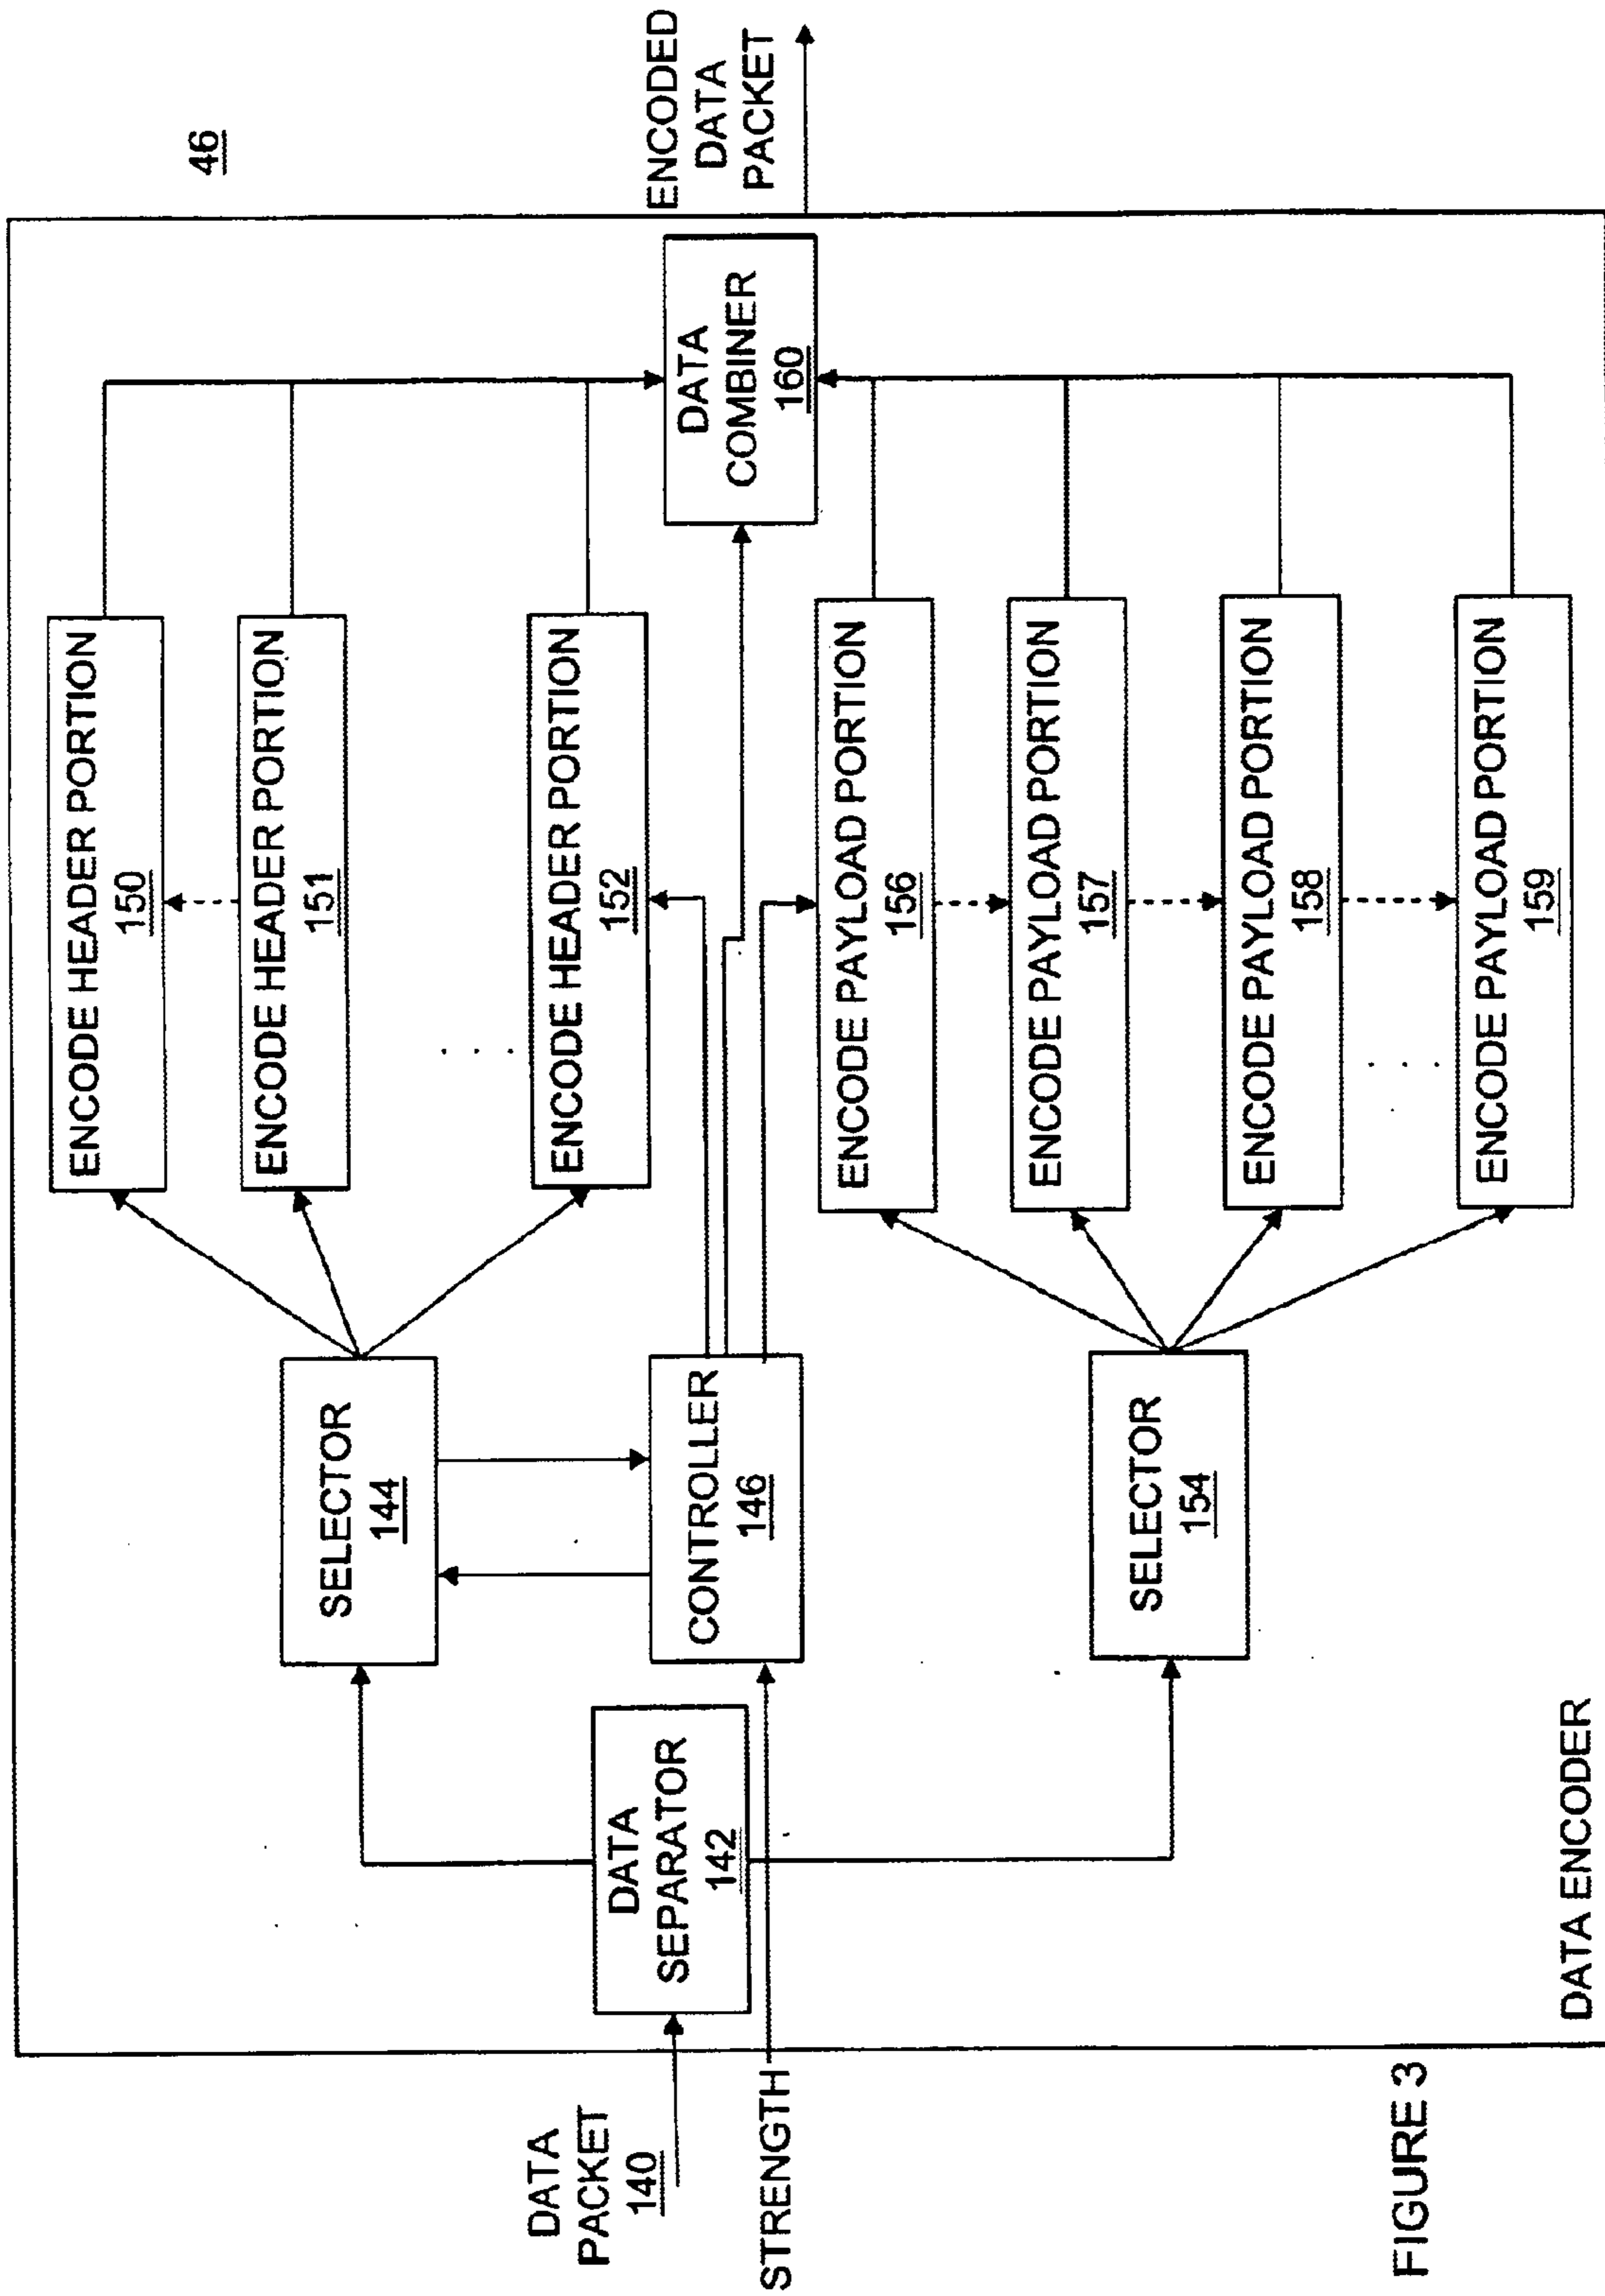 46
DATA
PACKET
140
STRENGTH
DATA
SEPARATOR
142
SELECTOR
144
CONTROLLER
146
SELECTOR
154
ENCODE HEADER PORTION
150
ENCODE HEADER PORTION
151
. . .
ENCODE HEADER PORTION
152
ENCODE PAYLOAD PORTION
156
ENCODE PAYLOAD PORTION
157
ENCODE PAYLOAD PORTION
158
. . .
ENCODE PAYLOAD PORTION
159
DATA
COMBINER
160
ENCODED
DATA
PACKET
DATA ENCODER
FIGURE 3